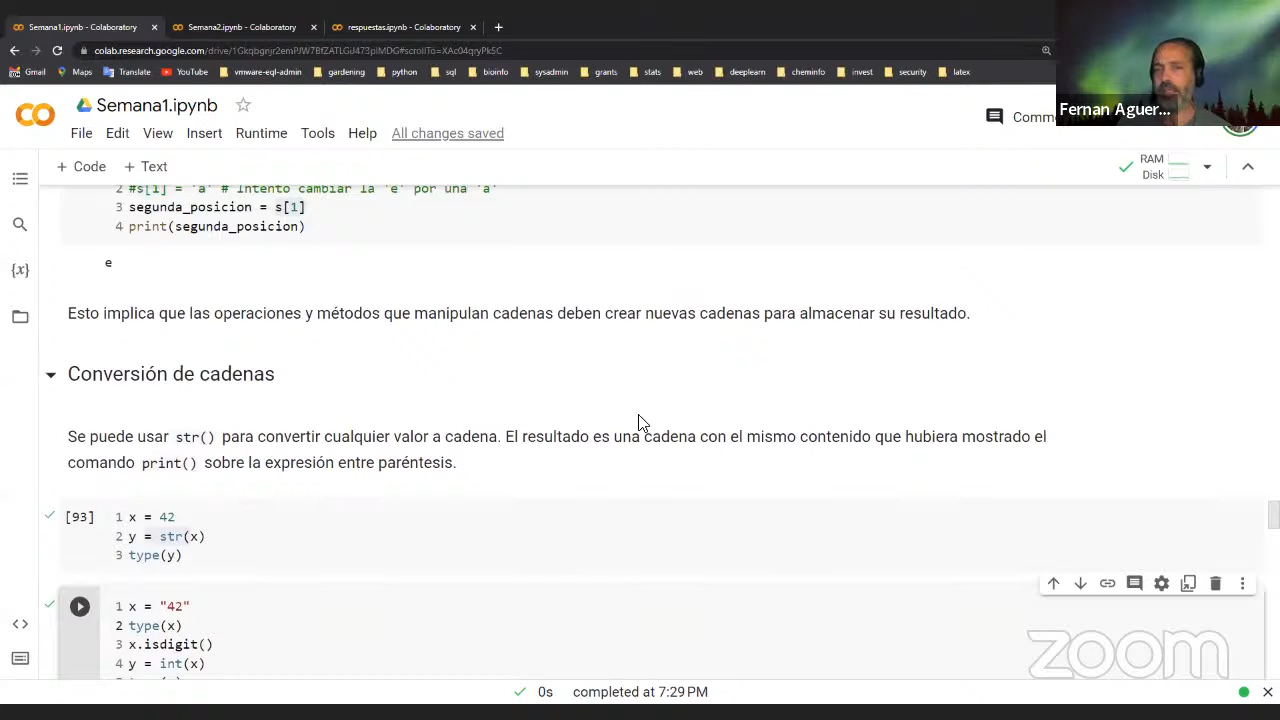 Semana1.ipynb - Colaboratory
Semana2.ipynb - Colaboratory
respuestas.ipynb - Colaboratory
Gmail
Maps
Translate
YouTube
vmware-eql-admin
gardening
python
sql
bioinfo
sysadmin
grants
stats
web
deeplearn
cheminfo
invest
security
latex
Fernan Aguer...
Semana1.ipynb
Comm
File Edit View Insert Runtime Tools Help All changes saved
+ Code + Text
RAM
Disk
2 #s[1] = 'a' # Intento cambiar la 'e' por una 'a'
3 segunda_posicion = s[1]
4 print(segunda_posicion)
e
Esto implica que las operaciones y métodos que manipulan cadenas deben crear nuevas cadenas para almacenar su resultado.
Conversión de cadenas
Se puede usar str() para convertir cualquier valor a cadena. El resultado es una cadena con el mismo contenido que hubiera mostrado el
comando print() sobre la expresión entre paréntesis.
[93] 1 x = 42
2 y = str(x)
3 type(y)
1 x = "42"
2 type(x)
3 x.isdigit()
4 y = int(x)
zoom
0s completed at 7:29 PM